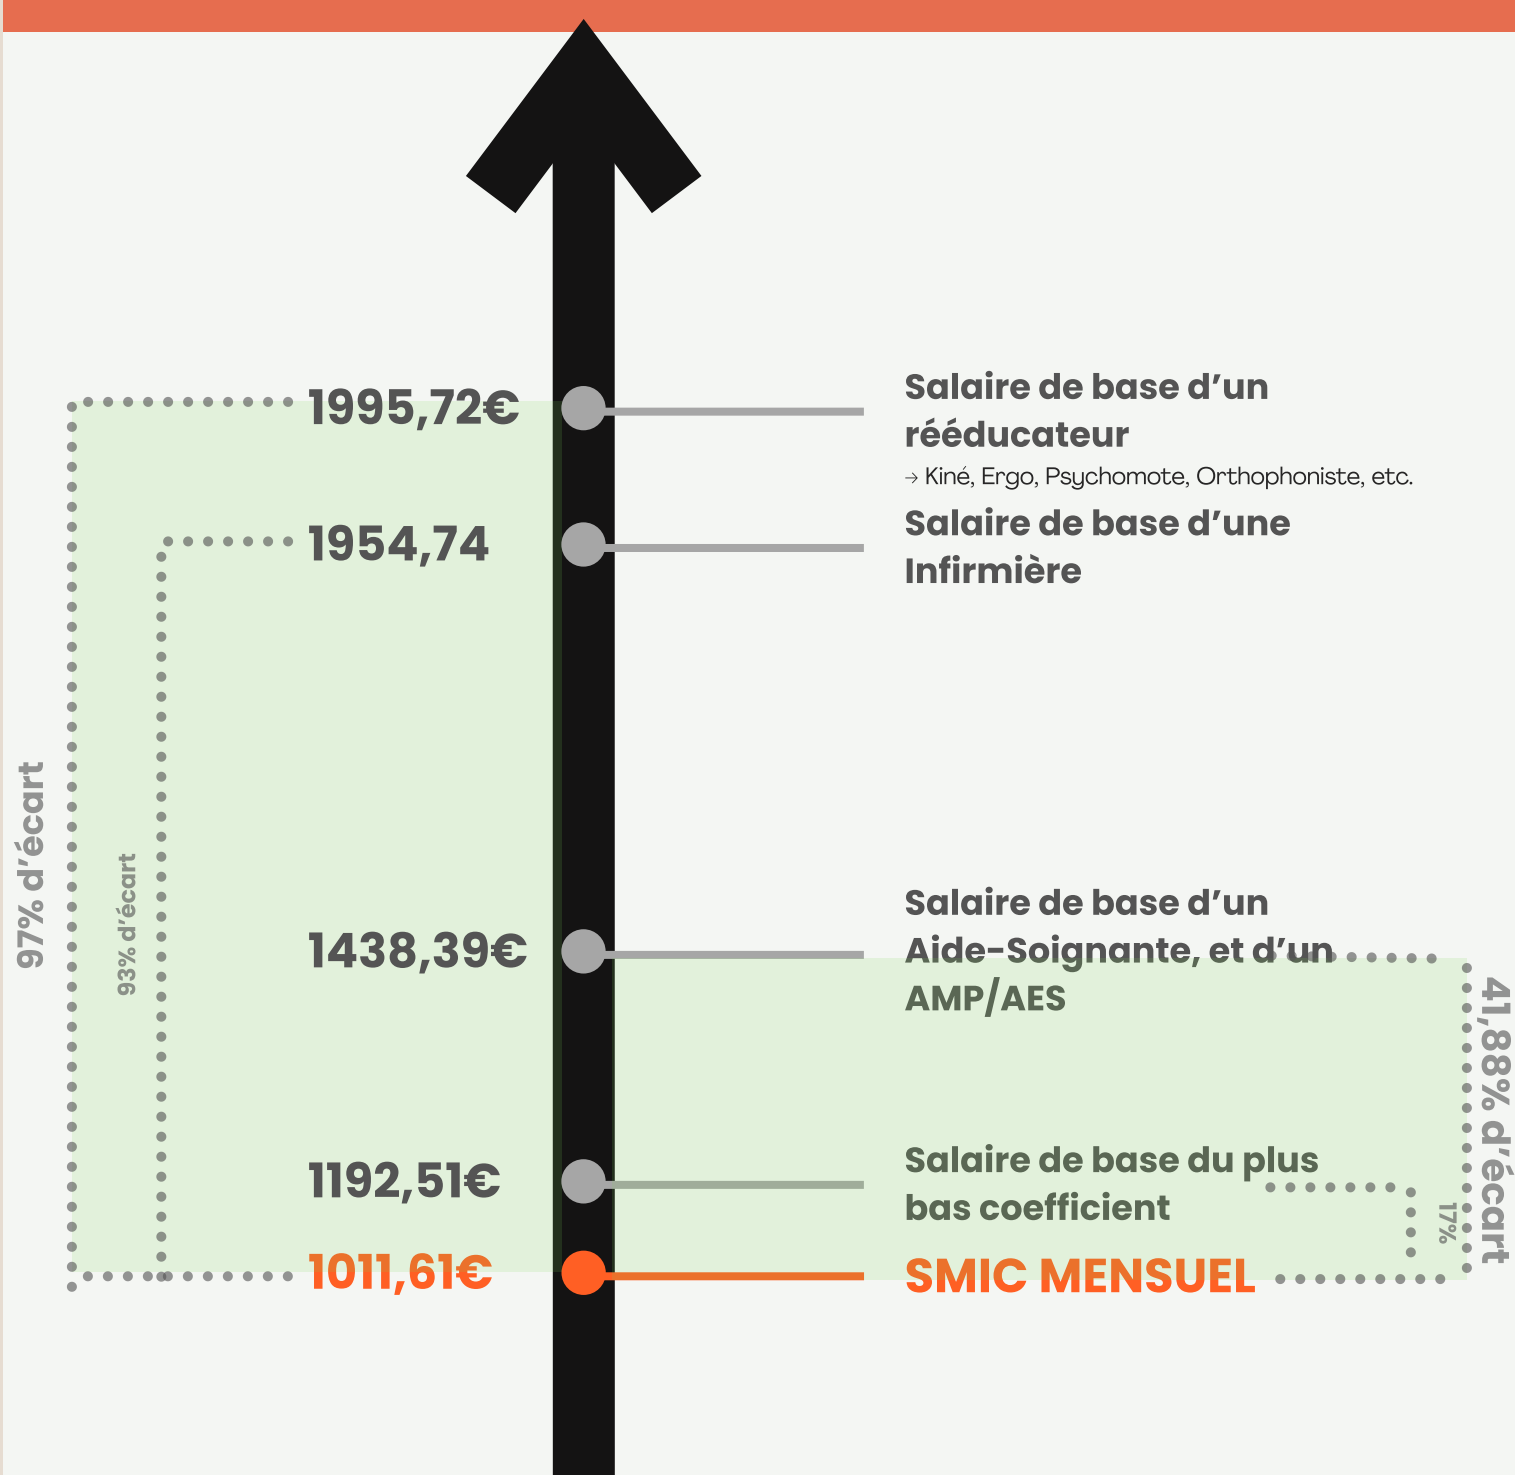 1995,72€
Salaire de base d’un
rééducateur
→ Kiné, Ergo, Psychomote, Orthophoniste, etc.
1954,74
Salaire de base d’une
Infirmière
97% d’écart
93% d’écart
1438,39€
Salaire de base d’un
Aide-Soignante, et d’un
AMP/AES
41,88% d’écart
1192,51€
Salaire de base du plus
bas coefficient
17%
1011,61€
SMIC MENSUEL